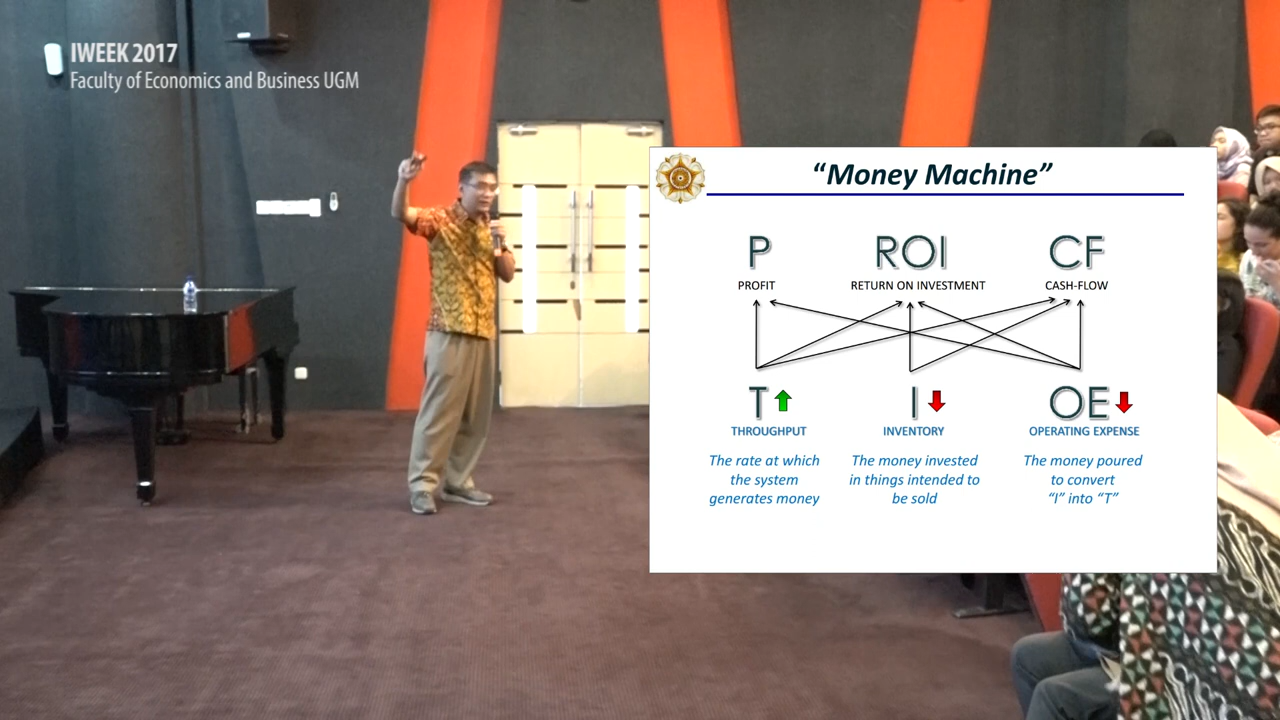 IWEEK 2017
Faculty of Economics and Business UGM
“Money Machine”
P ROI CF
PROFIT RETURN ON INVESTMENT CASH-FLOW
T I OE
THROUGHPUT INVENTORY OPERATING EXPENSE
The rate at which the system generates money
The money invested in things intended to be sold
The money poured to convert “I” into “T”